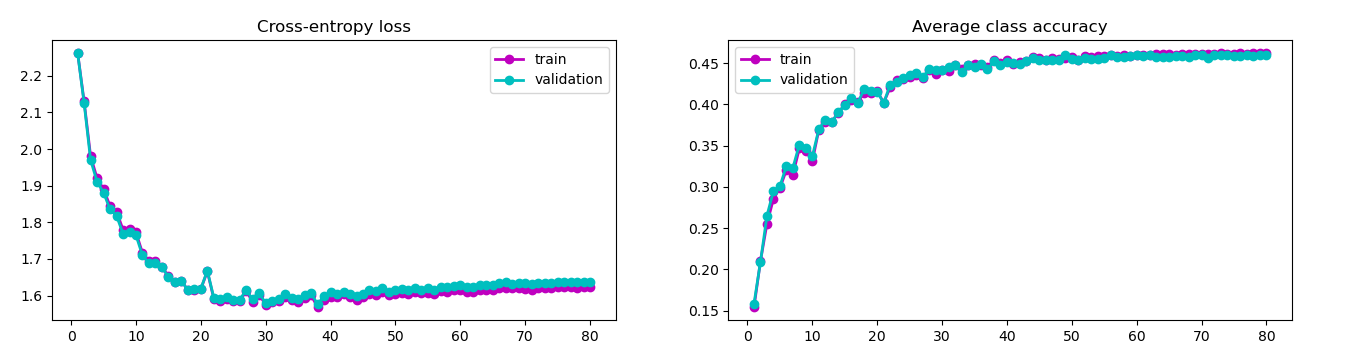 Cross-entropy loss
train
validation
2.2
2.1
2.0
1.9
1.8
1.7
1.6
0 10 20 30 40 50 60 70 80
Average class accuracy
train
validation
0.45
0.40
0.35
0.30
0.25
0.20
0.15
0 10 20 30 40 50 60 70 80